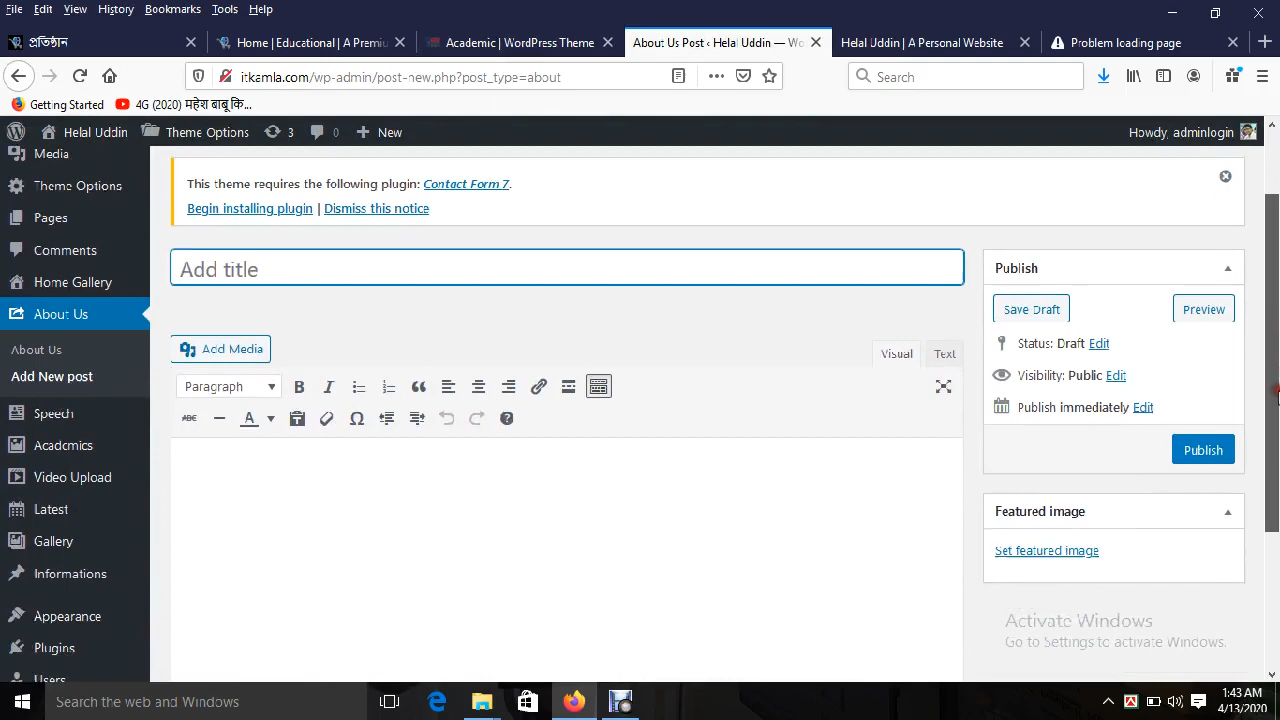 File Edit View History Bookmarks Tools Help
প্রতিষ্ঠান
Home | Educational | A Premiu
Academic | WordPress Theme
About Us Post ‹ Helal Uddin — Wo
Helal Uddin | A Personal Website
Problem loading page
itkamla.com/wp-admin/post-new.php?post_type=about
Search
Getting Started
4G (2020) महेश बाबू कि...
Helal Uddin
Theme Options
3
0
New
Howdy, adminlogin
Media
Theme Options
Pages
Comments
Home Gallery
About Us
About Us
Add New post
Speech
Acadmcs
Video Upload
Latest
Gallery
Informations
Appearance
Plugins
Users
This theme requires the following plugin: Contact Form 7.
Begin installing plugin | Dismiss this notice
Add title
Add Media
Visual
Text
Paragraph
B
I
ABC
A
Publish
Save Draft
Preview
Status: Draft Edit
Visibility: Public Edit
Publish immediately Edit
Publish
Featured image
Set featured image
Activate Windows
Go to Settings to activate Windows.
Search the web and Windows
1:43 AM
4/13/2020